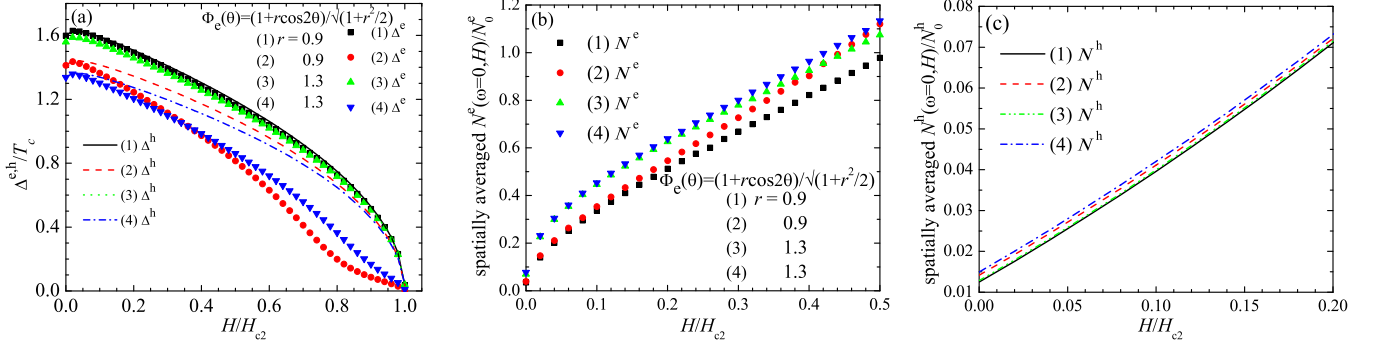 (a)
Φe(θ)=(1+rcos2θ)/√(1+r²/2)
(1) r = 0.9
(2) 0.9
(3) 1.3
(4) 1.3
(1) Δᵉ
(2) Δᵉ
(3) Δᵉ
(4) Δᵉ
(1) Δʰ
(2) Δʰ
(3) Δʰ
(4) Δʰ
Δᵉ,ʰ/Tc
1.6
1.2
0.8
0.4
0.0
0.0 0.2 0.4 0.6 0.8 1.0
H/Hc2
(b)
(1) Nᵉ
(2) Nᵉ
(3) Nᵉ
(4) Nᵉ
Φe(θ)=(1+rcos2θ)/√(1+r²/2)
(1) r = 0.9
(2) 0.9
(3) 1.3
(4) 1.3
spatially averaged Nᵉ(ω=0,H)/N₀ᵉ
1.2
1.0
0.8
0.6
0.4
0.2
0.0
0.0 0.1 0.2 0.3 0.4 0.5
H/Hc2
(c)
(1) Nʰ
(2) Nʰ
(3) Nʰ
(4) Nʰ
spatially averaged Nʰ(ω=0,H)/N₀ʰ
0.08
0.07
0.06
0.05
0.04
0.03
0.02
0.01
0.00 0.05 0.10 0.15 0.20
H/Hc2